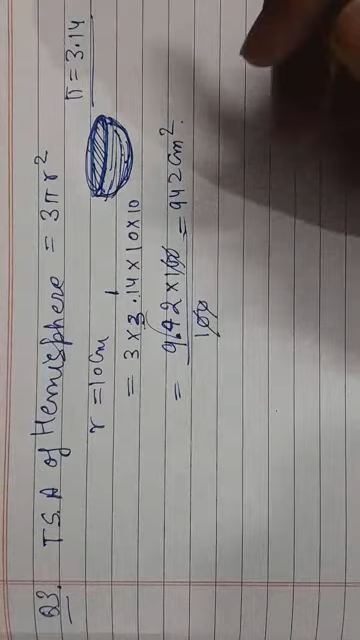 Q3. T.S.A of Hemisphere = 3πr²
r = 10cm π = 3.14
= 3 × 3.14 × 10 × 10
= 9.42 × 100 / 100 = 942 cm².